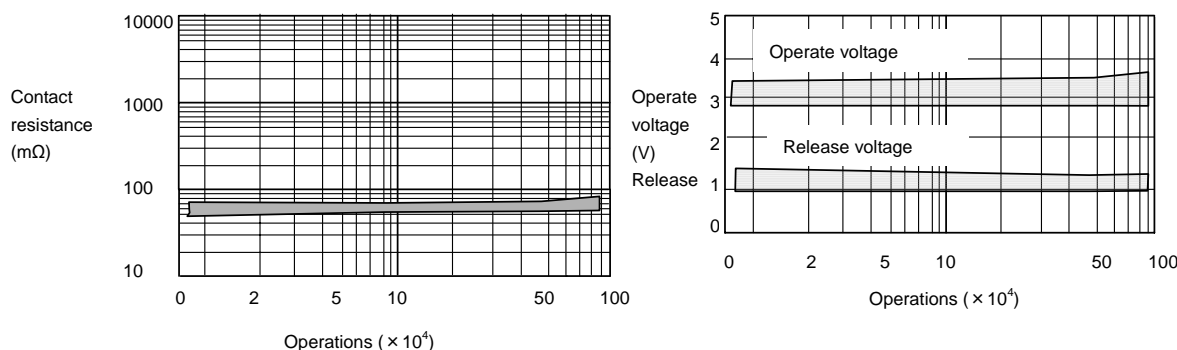 10000
1000
100
10
Contact
resistance
(mΩ)
0 2 5 10 50 100
Operations ( × 10⁴)
5
4
3
2
1
0
Operate
voltage
(V)
Release
Operate voltage
Release voltage
0 2 5 10 50 100
Operations ( × 10⁴)